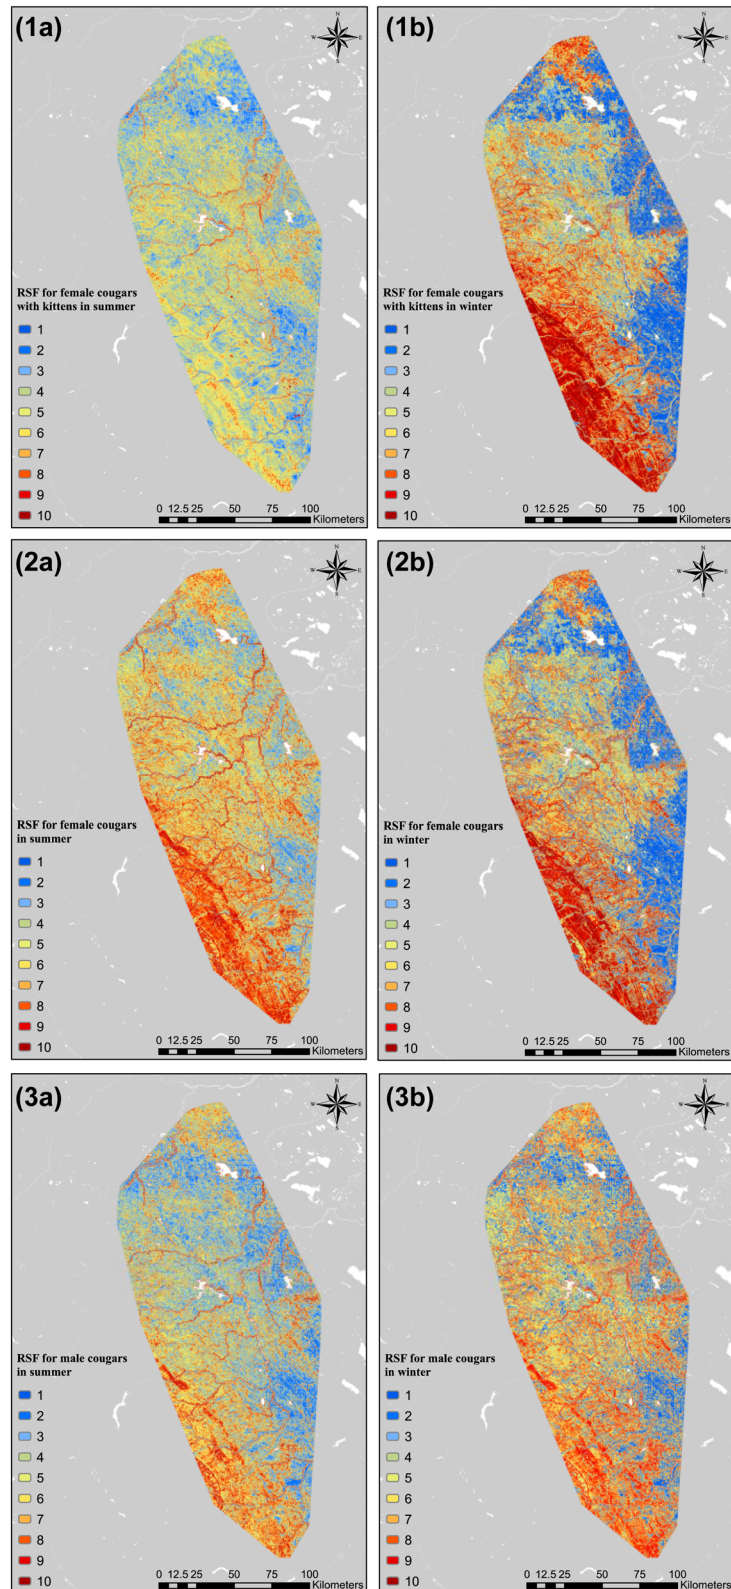 (1a)
N
W E
S
RSF for female cougars
with kittens in summer
1
2
3
4
5
6
7
8
9
10
0 12.5 25 50 75 100
Kilometers
(1b)
N
W E
S
RSF for female cougars
with kittens in winter
1
2
3
4
5
6
7
8
9
10
0 12.5 25 50 75 100
Kilometers
(2a)
N
W E
S
RSF for female cougars
in summer
1
2
3
4
5
6
7
8
9
10
0 12.5 25 50 75 100
Kilometers
(2b)
N
W E
S
RSF for female cougars
in winter
1
2
3
4
5
6
7
8
9
10
0 12.5 25 50 75 100
Kilometers
(3a)
N
W E
S
RSF for male cougars
in summer
1
2
3
4
5
6
7
8
9
10
0 12.5 25 50 75 100
Kilometers
(3b)
N
W E
S
RSF for male cougars
in winter
1
2
3
4
5
6
7
8
9
10
0 12.5 25 50 75 100
Kilometers